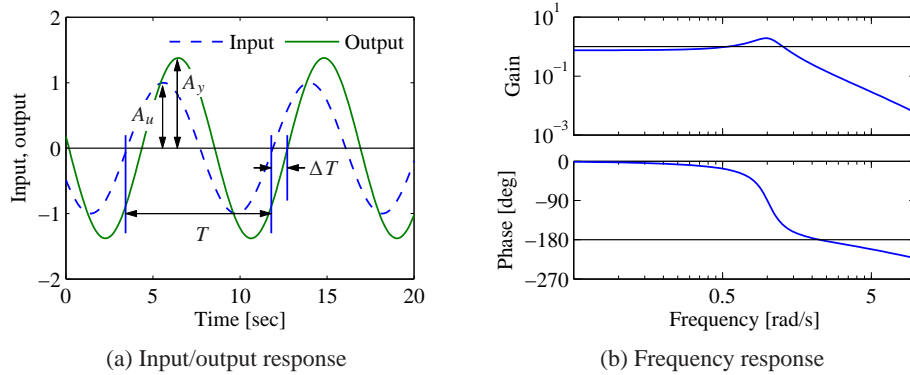 2
1
0
−1
−2
Input, output
Input
Output
A_u
A_y
ΔT
T
0
5
10
15
20
Time [sec]
(a) Input/output response
10^1
10^−1
10^−3
Gain
0
−90
−180
−270
Phase [deg]
0.5
5
Frequency [rad/s]
(b) Frequency response